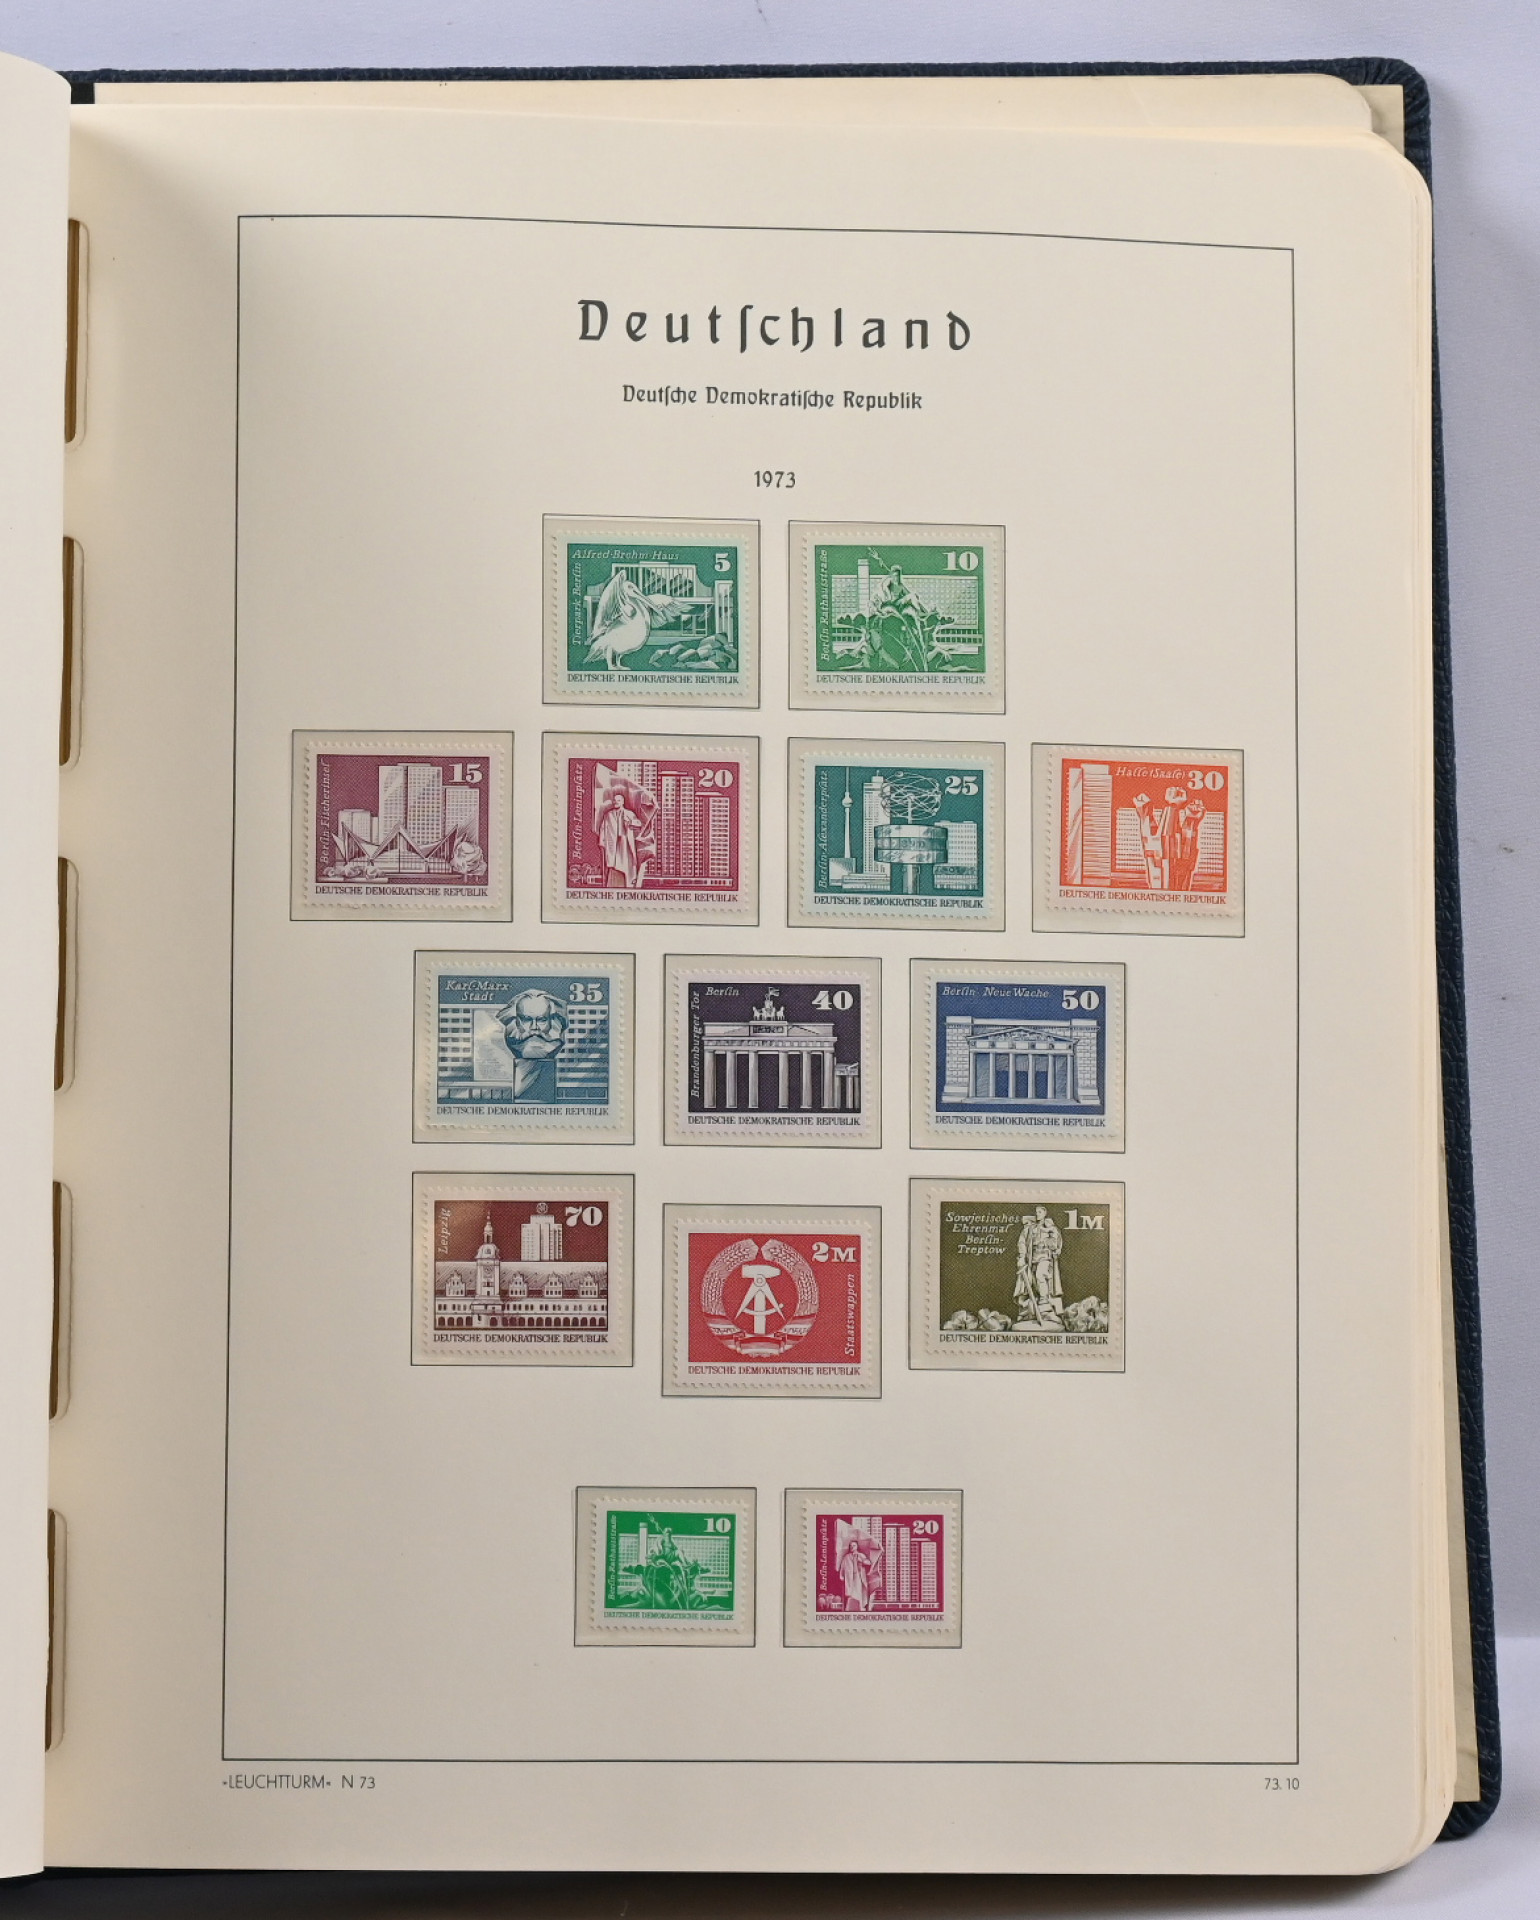 Deutſchland
Deutſche Demokratiſche Republik
1973
Alfred-Brehm-Haus
5
Tierpark Berlin
DEUTSCHE DEMOKRATISCHE REPUBLIK
10
Berlin-Rathausstraße
DEUTSCHE DEMOKRATISCHE REPUBLIK
15
Berlin-Fischerinsel
DEUTSCHE DEMOKRATISCHE REPUBLIK
20
Berlin-Leninplatz
DEUTSCHE DEMOKRATISCHE REPUBLIK
25
Berlin-Alexanderplatz
DEUTSCHE DEMOKRATISCHE REPUBLIK
Halle (Saale)
30
DEUTSCHE DEMOKRATISCHE REPUBLIK
Karl-Marx-
Stadt
35
DEUTSCHE DEMOKRATISCHE REPUBLIK
Berlin
40
Brandenburger Tor
DEUTSCHE DEMOKRATISCHE REPUBLIK
Berlin-Neue Wache
50
DEUTSCHE DEMOKRATISCHE REPUBLIK
70
Leipzig
DEUTSCHE DEMOKRATISCHE REPUBLIK
2M
Staatswappen
DEUTSCHE DEMOKRATISCHE REPUBLIK
Sowjetisches
Ehrenmal
Berlin-
Treptow
1M
DEUTSCHE DEMOKRATISCHE REPUBLIK
10
Berlin-Rathausstraße
DEUTSCHE DEMOKRATISCHE REPUBLIK
20
Berlin-Leninplatz
DEUTSCHE DEMOKRATISCHE REPUBLIK
»LEUCHTTURM« N 73
73.10